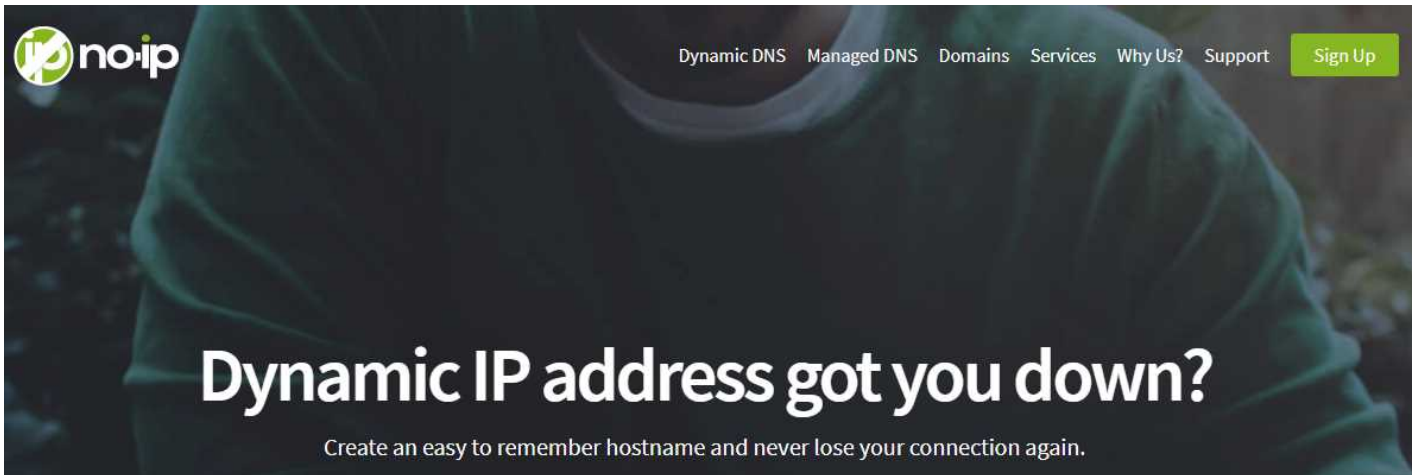 no-ip
Dynamic DNS Managed DNS Domains Services Why Us? Support Sign Up
Dynamic IP address got you down?
Create an easy to remember hostname and never lose your connection again.